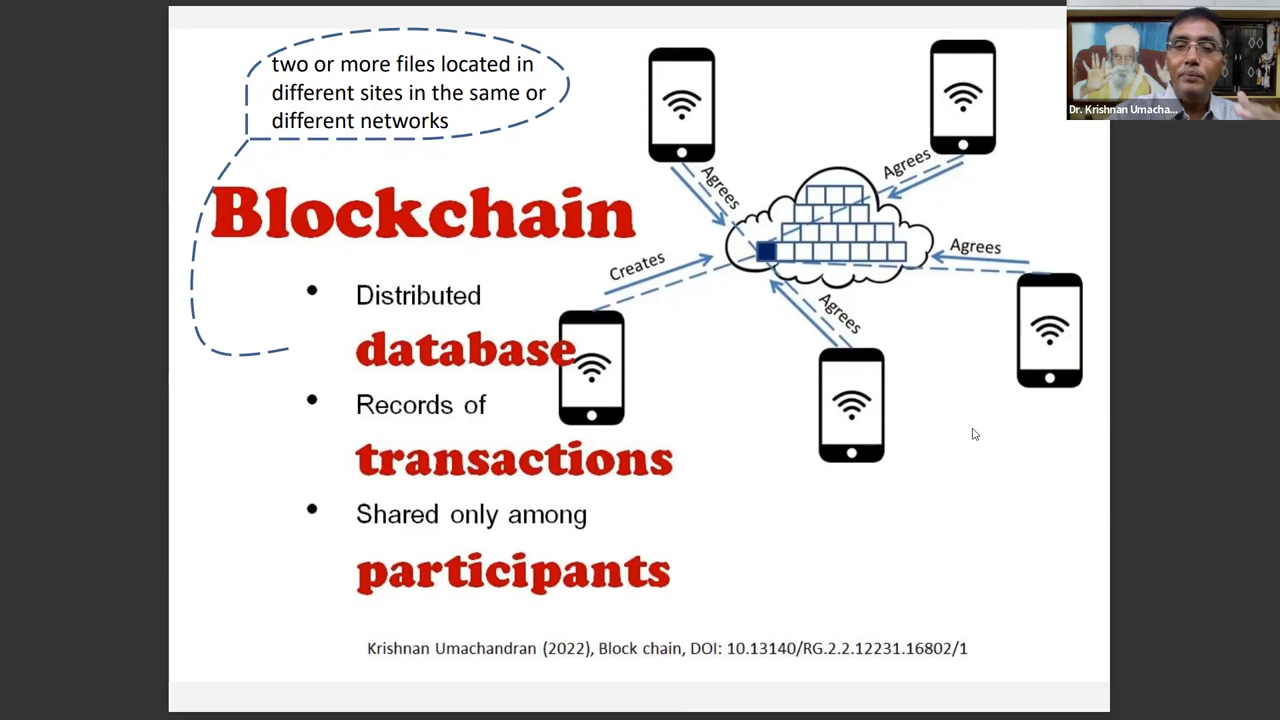 two or more files located in
different sites in the same or
different networks
Blockchain
• Distributed
database
• Records of
transactions
• Shared only among
participants
Agrees
Agrees
Creates
Agrees
Agrees
Krishnan Umachandran (2022), Block chain, DOI: 10.13140/RG.2.2.12231.16802/1
Dr. Krishnan Umacha...